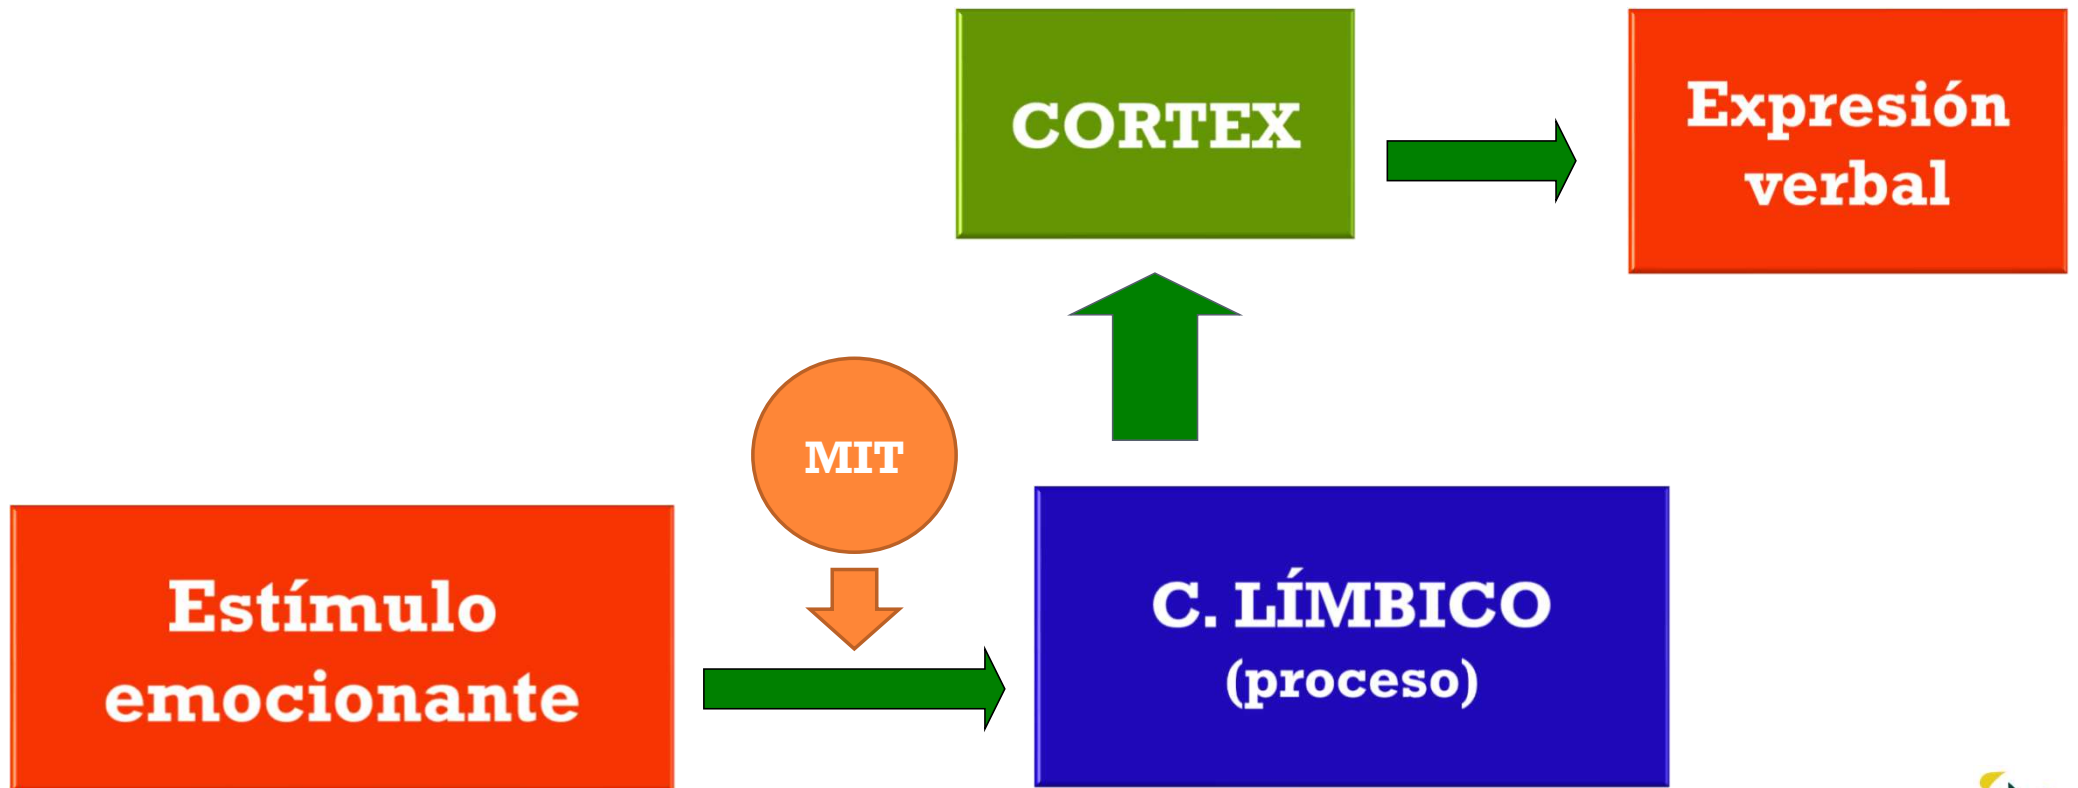 CORTEX
Expresión
verbal
MIT
Estímulo
emocionante
C. LÍMBICO
(proceso)